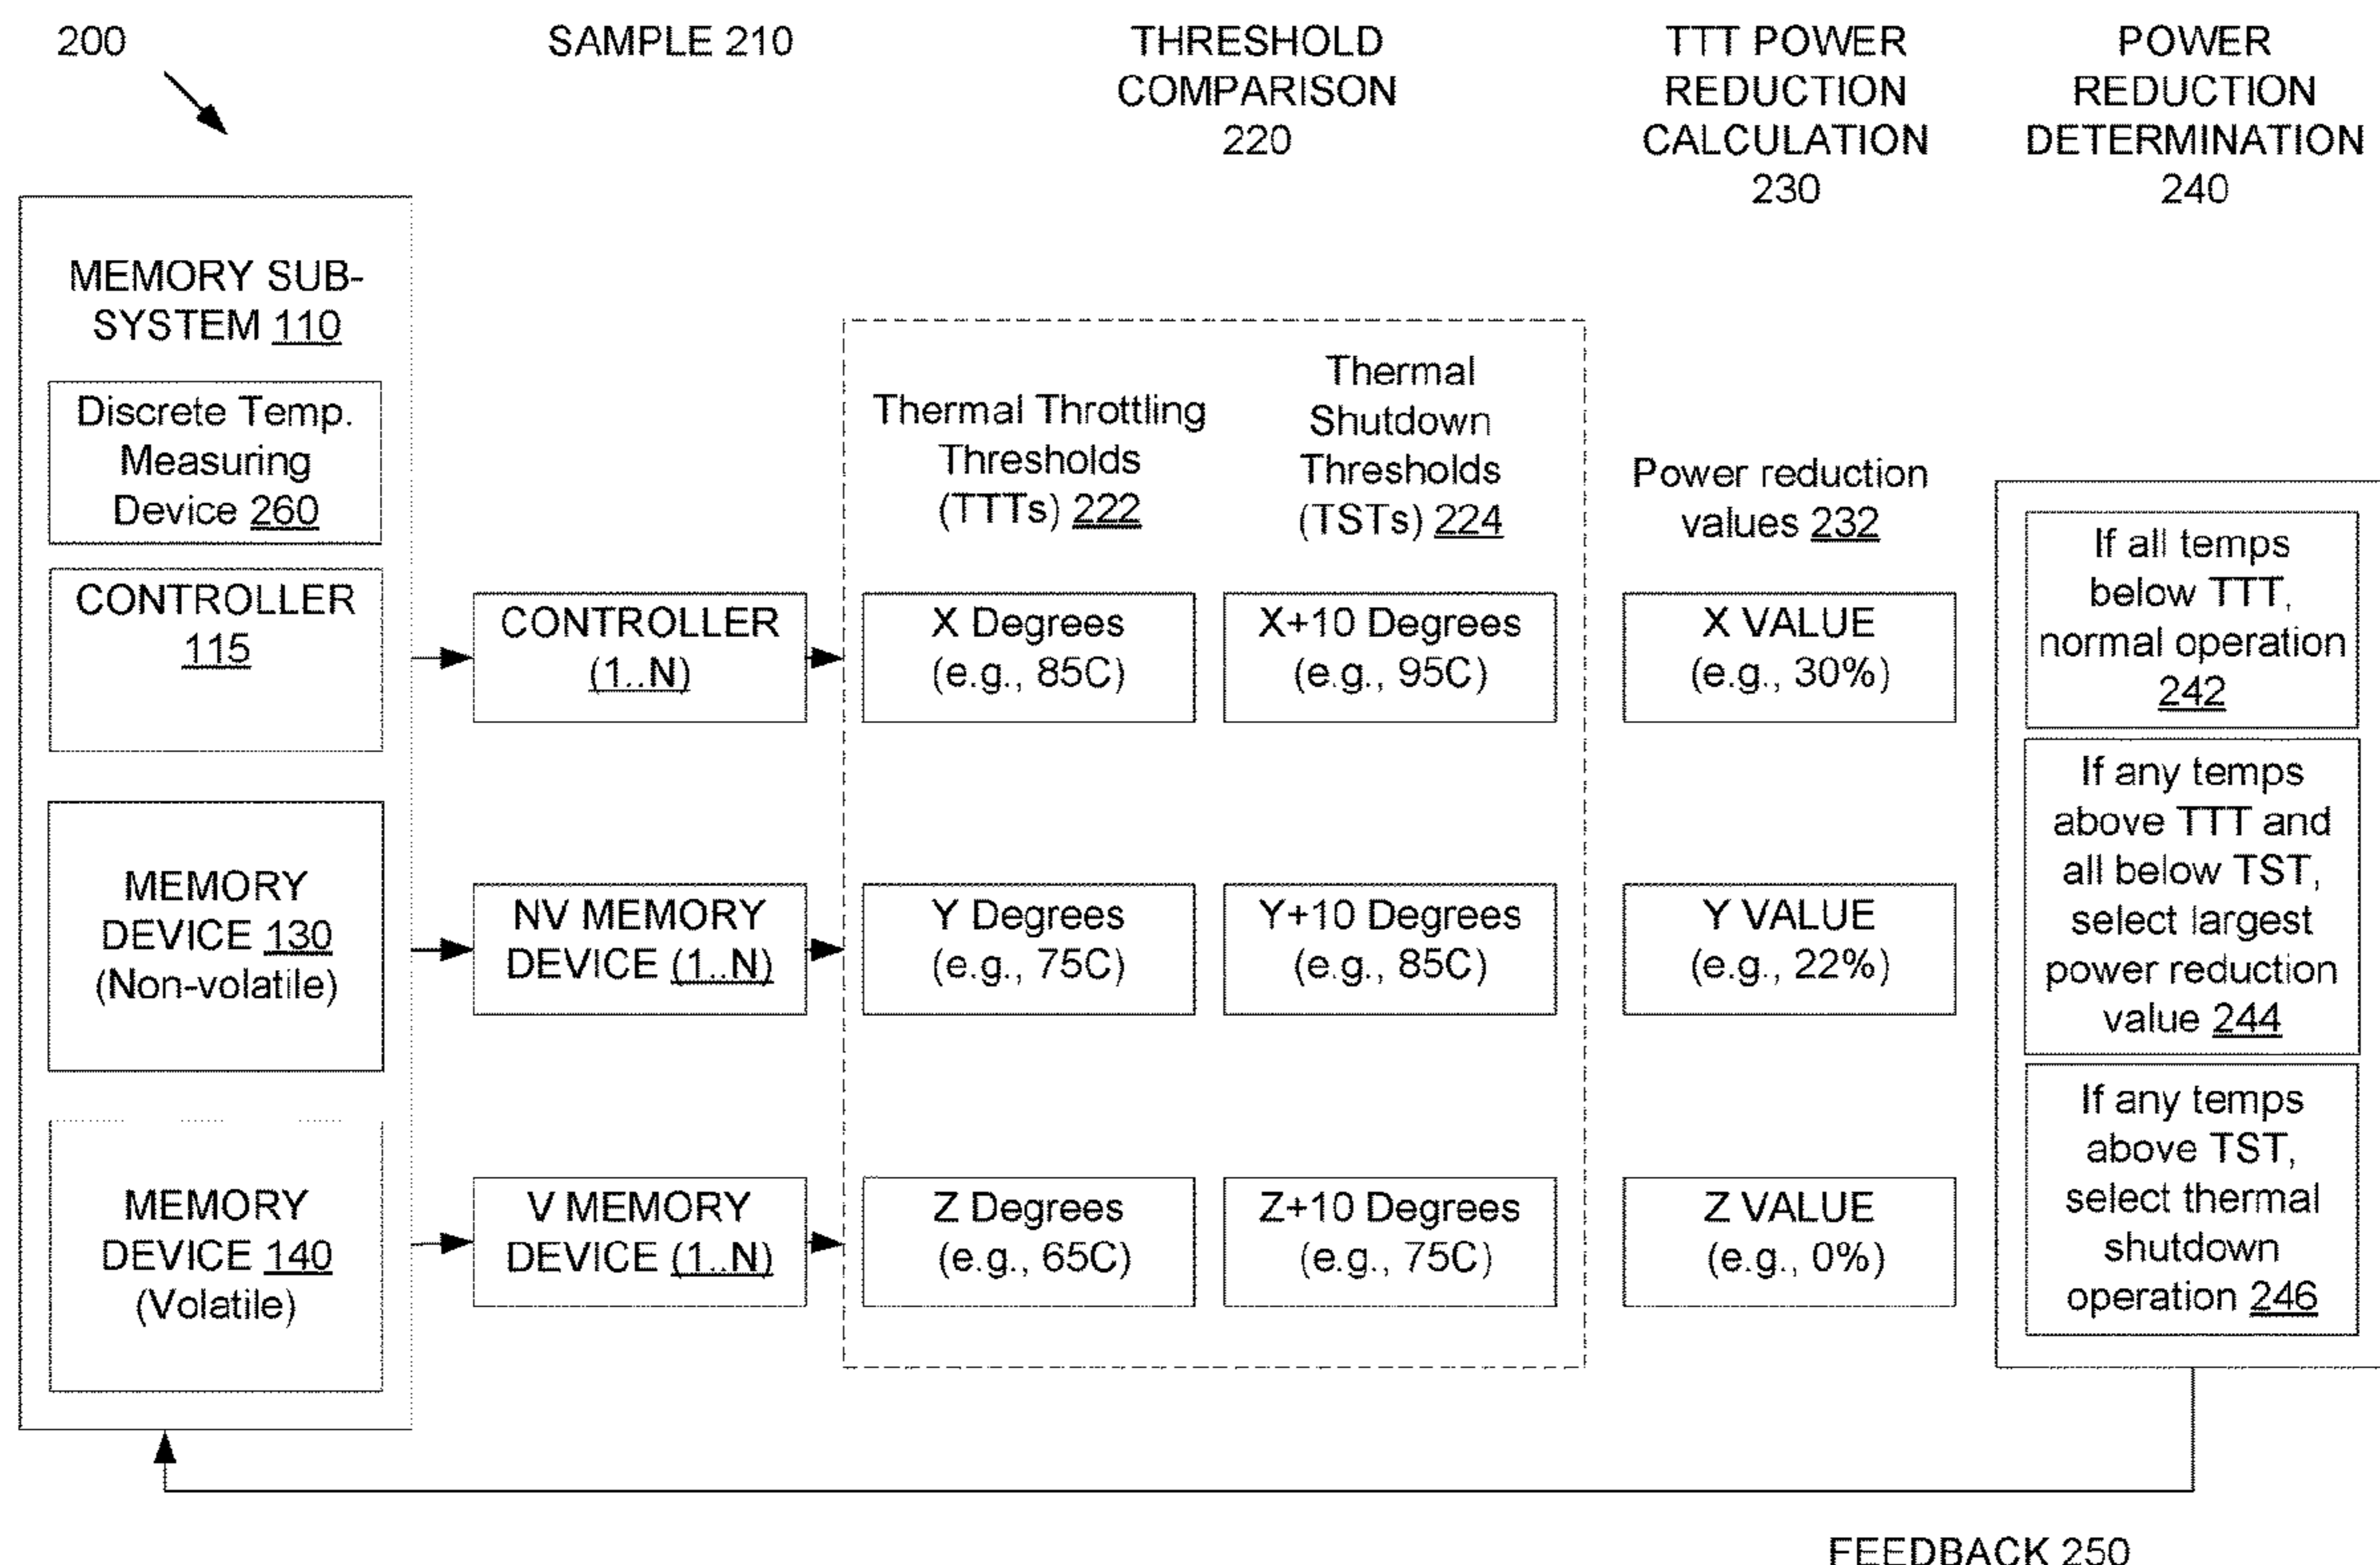 200
SAMPLE 210
THRESHOLD
COMPARISON
220
TTT POWER
REDUCTION
CALCULATION
230
POWER
REDUCTION
DETERMINATION
240
MEMORY SUB-
SYSTEM 110
Discrete Temp.
Measuring
Device 260
CONTROLLER
115
MEMORY
DEVICE 130
(Non-volatile)
MEMORY
DEVICE 140
(Volatile)
CONTROLLER
(1..N)
NV MEMORY
DEVICE (1..N)
V MEMORY
DEVICE (1..N)
Thermal Throttling
Thresholds
(TTTs) 222
Thermal
Shutdown
Thresholds
(TSTs) 224
X Degrees
(e.g., 85C)
X+10 Degrees
(e.g., 95C)
Y Degrees
(e.g., 75C)
Y+10 Degrees
(e.g., 85C)
Z Degrees
(e.g., 65C)
Z+10 Degrees
(e.g., 75C)
Power reduction
values 232
X VALUE
(e.g., 30%)
Y VALUE
(e.g., 22%)
Z VALUE
(e.g., 0%)
If all temps
below TTT,
normal operation
242
If any temps
above TTT and
all below TST,
select largest
power reduction
value 244
If any temps
above TST,
select thermal
shutdown
operation 246
FEEDBACK 250